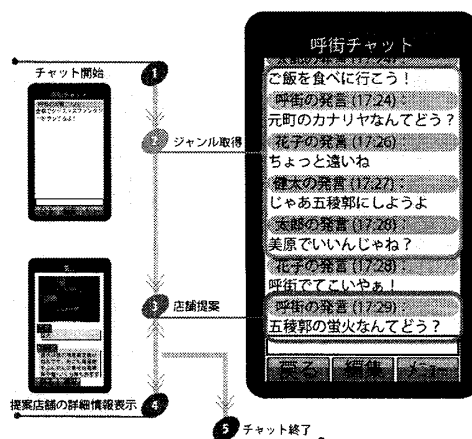 チャット開始
1
2
ジャンル取得
3
店舗提案
提案店舗の詳細情報表示
4
5
チャット終了
呼街チャット
ご飯を食べに行こう！
呼街の発言 (17:24)：
元町のカナリヤなんてどう？
花子の発言 (17:26)
ちょっと遠いね
健太の発言 (17:27)：
じゃあ五稜郭にしようよ
太郎の発言 (17:28)：
美原でいいんじゃね？
花子の発言 (17:28)：
呼街でてこいやぁ！
呼街の発言 (17:29)：
五稜郭の蛍火なんてどう？
戻る
編集
メニュー